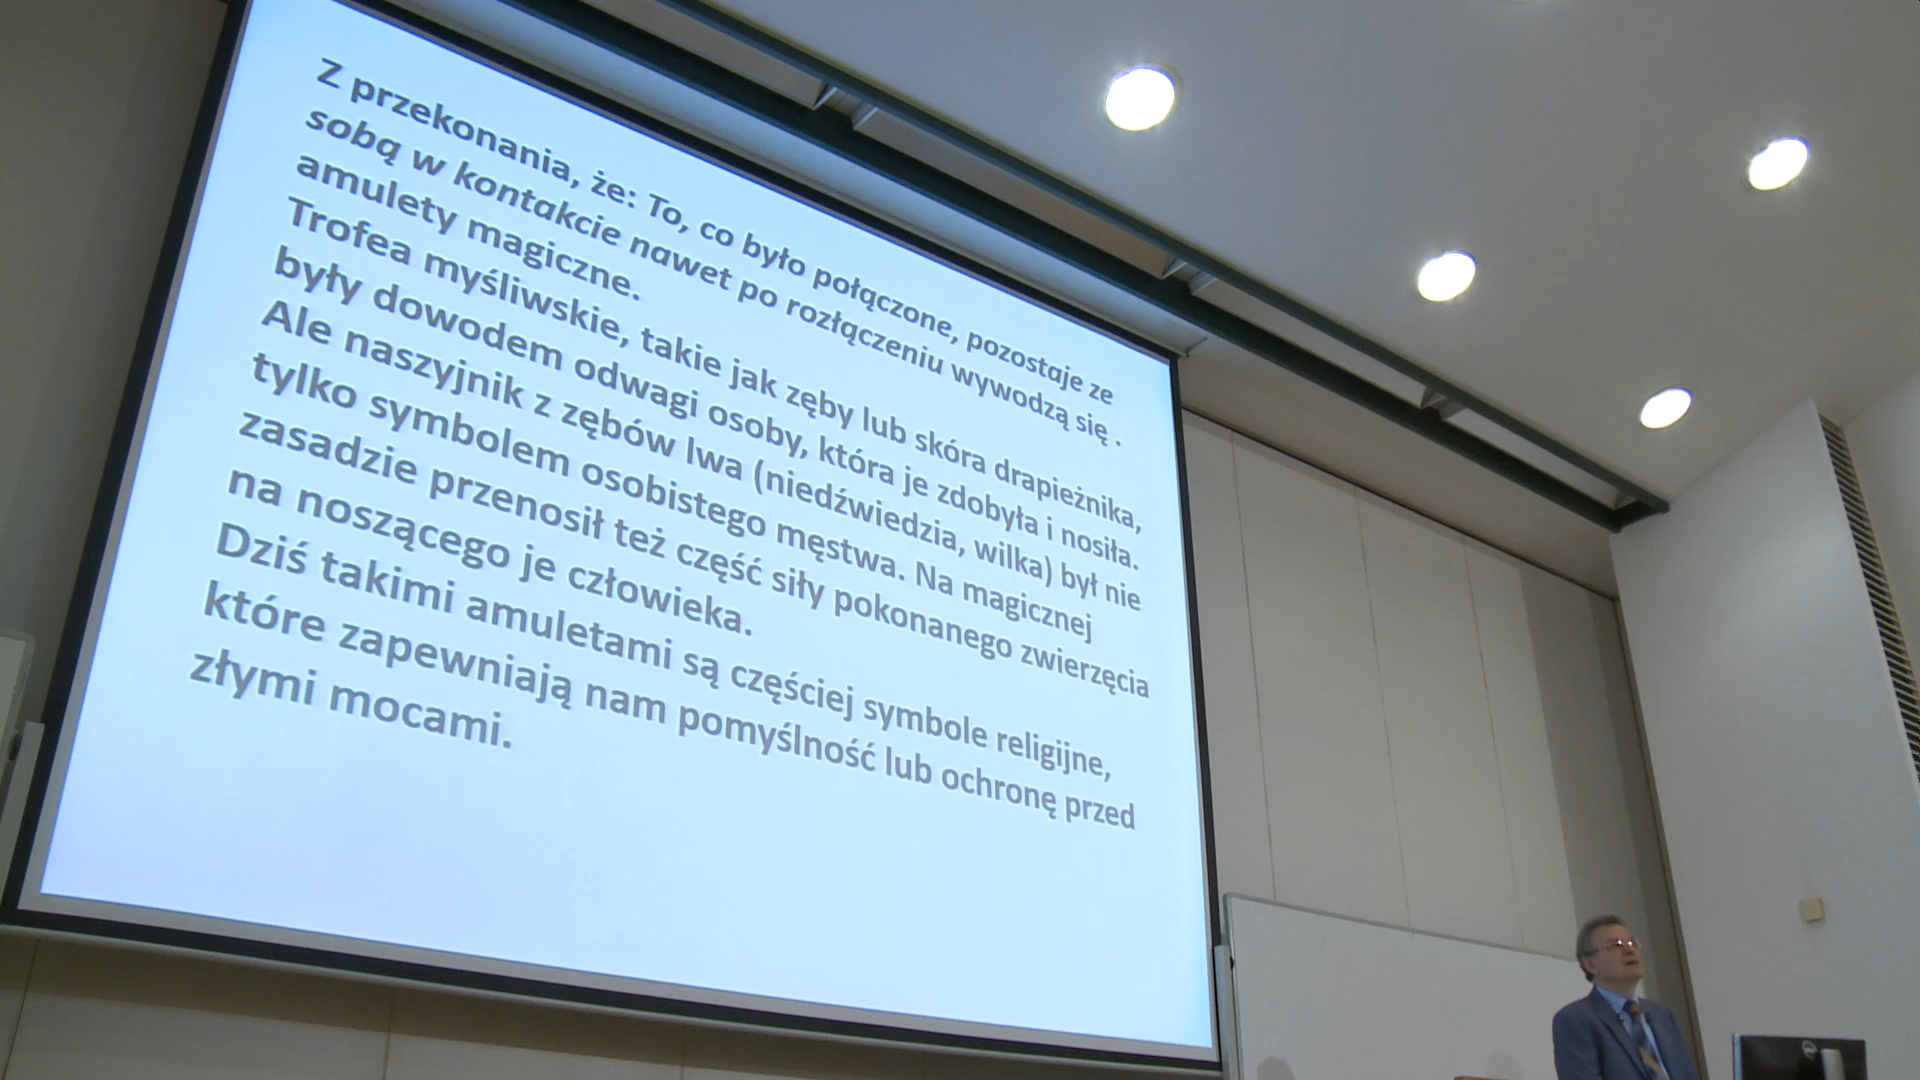 Z przekonania, że: To, co było połączone, pozostaje ze
sobą w kontakcie nawet po rozłączeniu wywodzą się .
amulety magiczne.
Trofea myśliwskie, takie jak zęby lub skóra drapieżnika,
były dowodem odwagi osoby, która je zdobyła i nosiła.
Ale naszyjnik z zębów lwa (niedźwiedzia, wilka) był nie
tylko symbolem osobistego męstwa. Na magicznej
zasadzie przenosił też część siły pokonanego zwierzęcia
na noszącego je człowieka.
Dziś takimi amuletami są częściej symbole religijne,
które zapewniają nam pomyślność lub ochronę przed
złymi mocami.